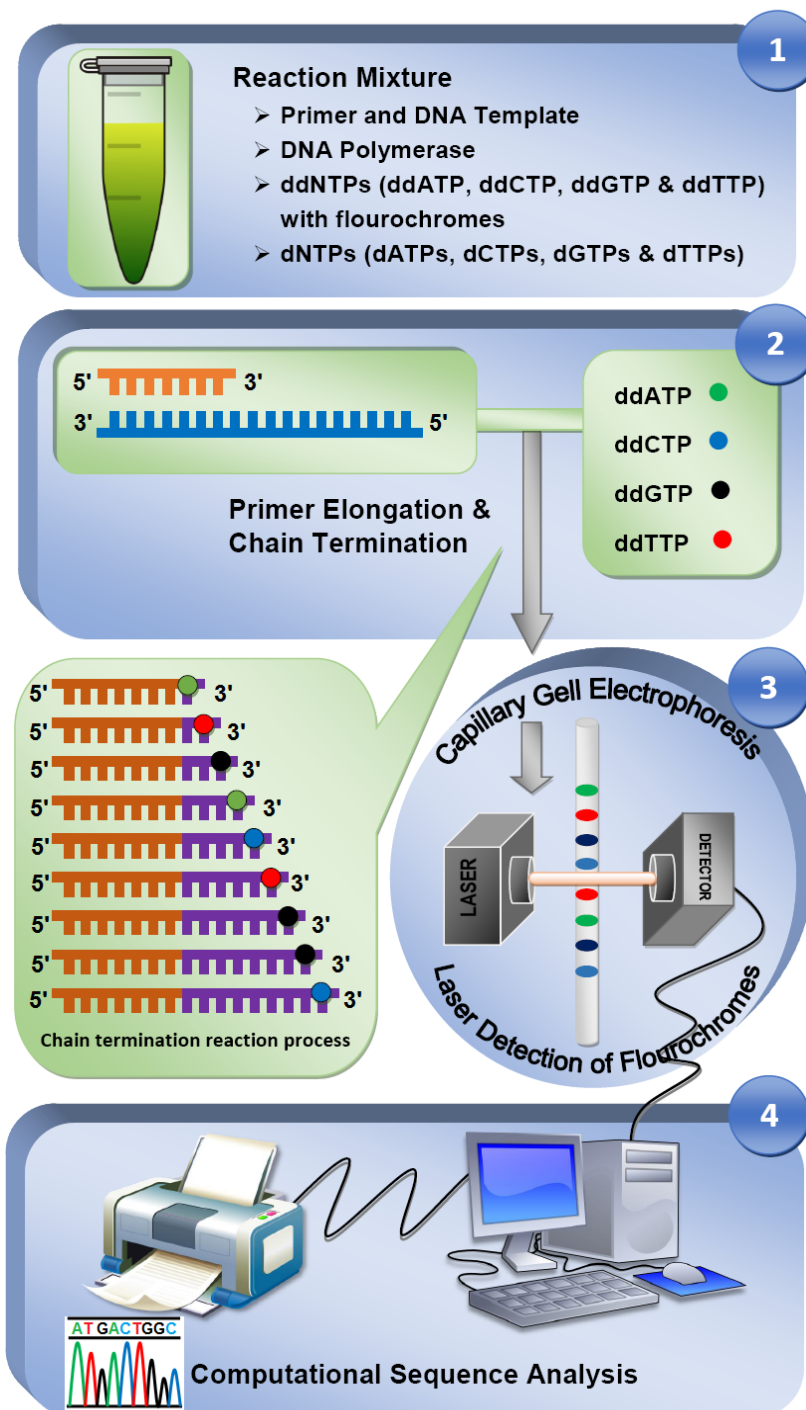 1
Reaction Mixture
➢ Primer and DNA Template
➢ DNA Polymerase
➢ ddNTPs (ddATP, ddCTP, ddGTP & ddTTP)
with flourochromes
➢ dNTPs (dATPs, dCTPs, dGTPs & dTTPs)
2
5' 3'
3' 5'
ddATP
ddCTP
ddGTP
ddTTP
Primer Elongation &
Chain Termination
5' 3'
5' 3'
5' 3'
5' 3'
5' 3'
5' 3'
5' 3'
5' 3'
5' 3'
Chain termination reaction process
3
Capillary Gell Electrophoresis
LASER
DETECTOR
Laser Detection of Flourochromes
4
ATGACTGGC
Computational Sequence Analysis